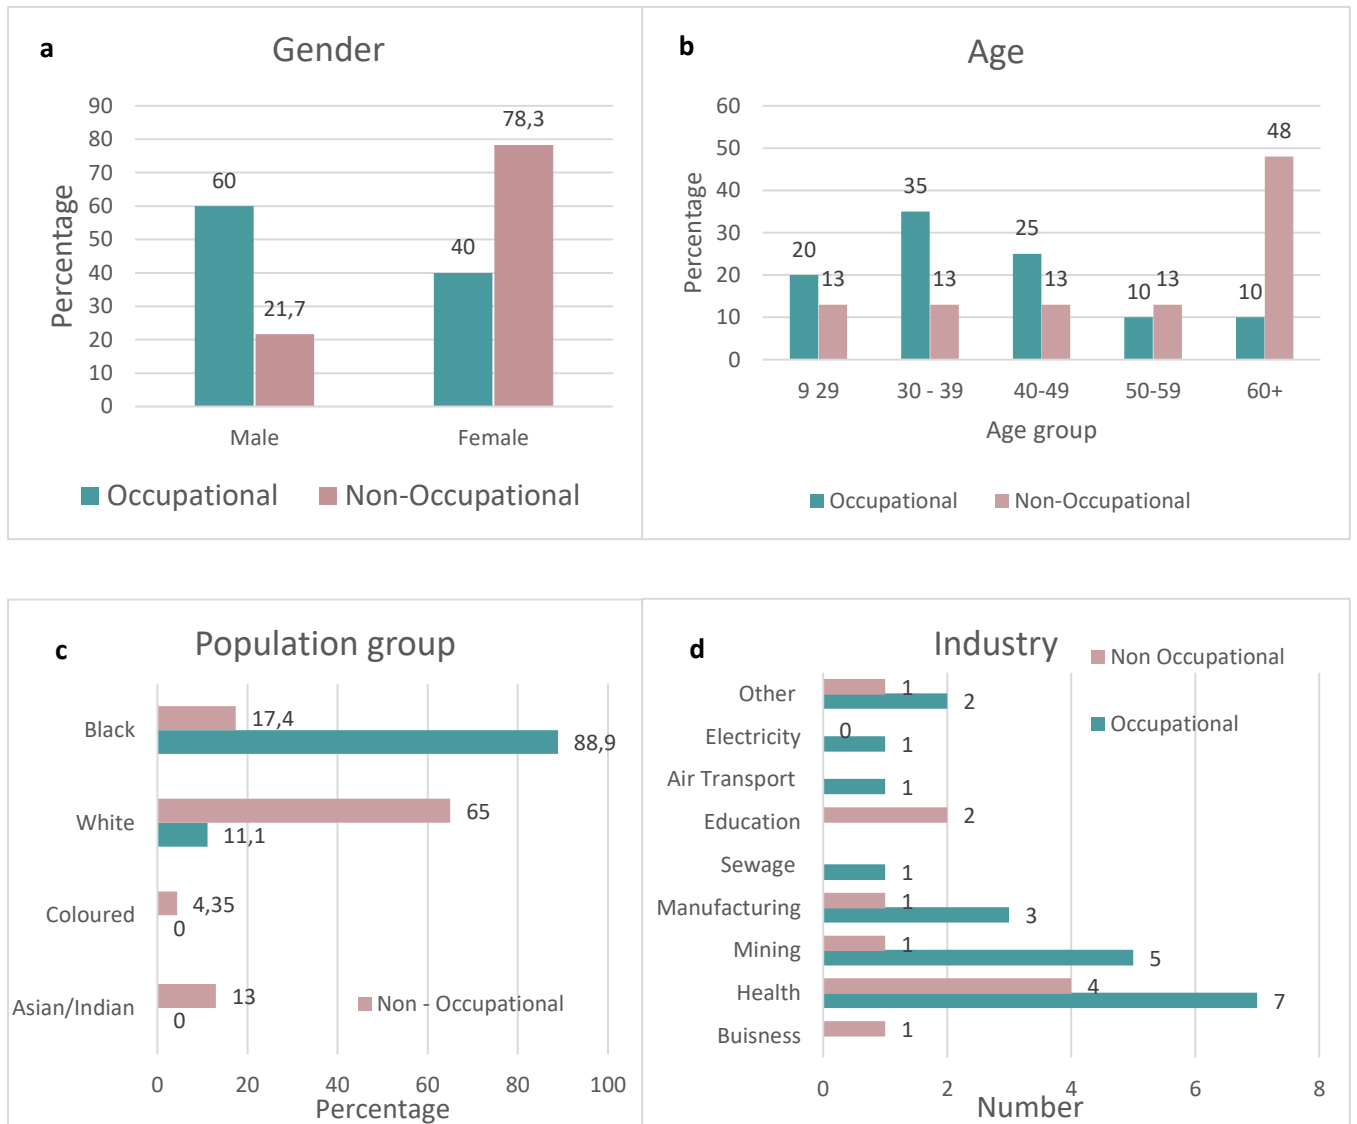 a
Gender
90
80
70
60
50
40
30
20
10
0
Percentage
60
21,7
40
78,3
Male
Female
Occupational
Non-Occupational
b
Age
60
50
40
30
20
10
0
Percentage
20
13
35
13
25
13
10
13
10
48
9 29
30 - 39
40-49
50-59
60+
Age group
Occupational
Non-Occupational
c
Population group
Black
17,4
88,9
White
65
11,1
Coloured
4,35
0
Asian/Indian
13
0
Non - Occupational
0
20
40
60
80
100
Percentage
d
Industry
Non Occupational
Occupational
Other
1
2
Electricity
0
1
Air Transport
1
Education
2
Sewage
1
Manufacturing
1
3
Mining
1
5
Health
4
7
Buisness
1
0
2
4
6
8
Number